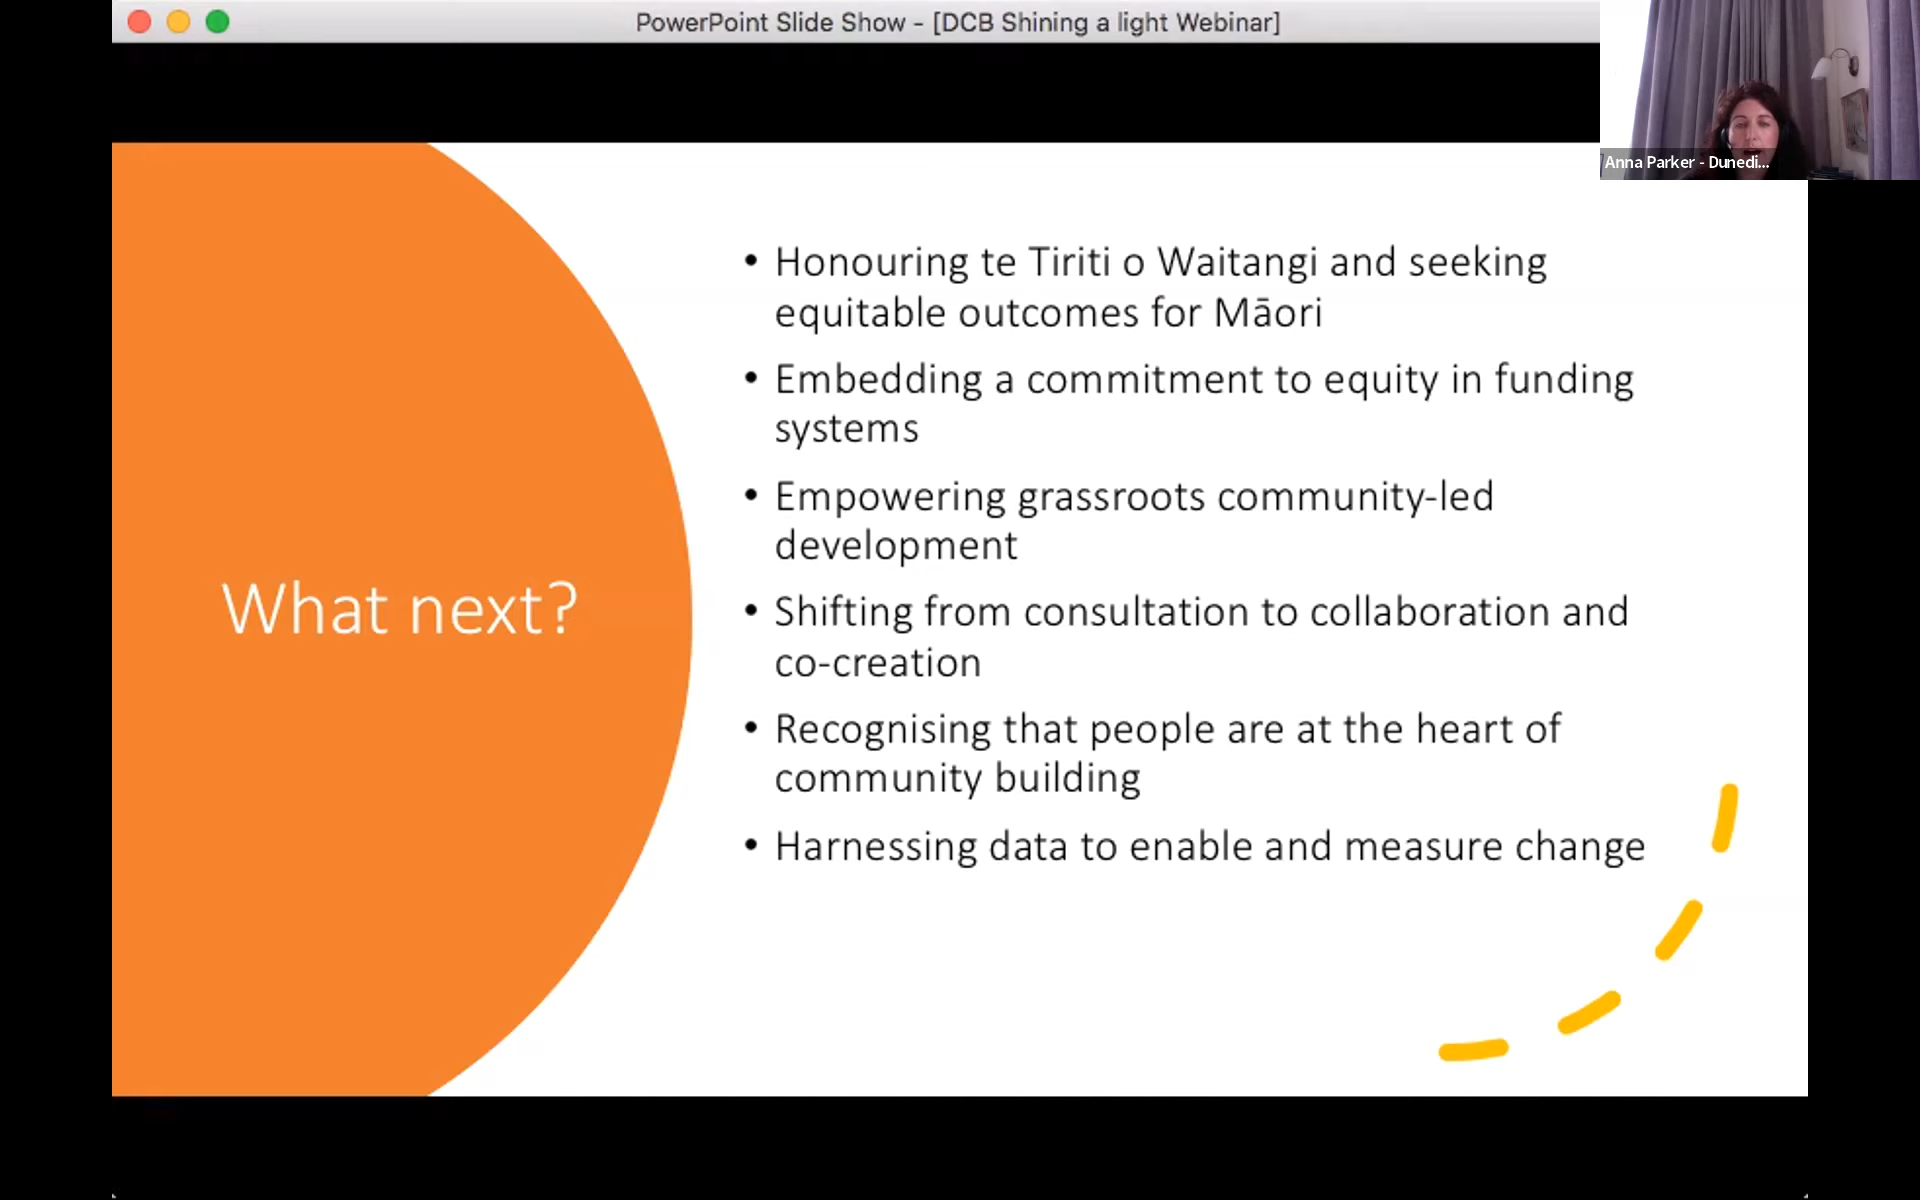 PowerPoint Slide Show - [DCB Shining a light Webinar]
Anna Parker - Dunedi...
What next?
• Honouring te Tiriti o Waitangi and seeking
equitable outcomes for Māori
• Embedding a commitment to equity in funding
systems
• Empowering grassroots community-led
development
• Shifting from consultation to collaboration and
co-creation
• Recognising that people are at the heart of
community building
• Harnessing data to enable and measure change